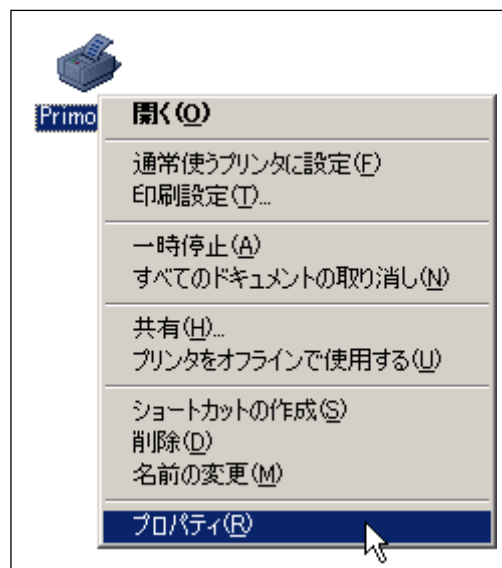 Primo
開く(O)
通常使うプリンタに設定(F)
印刷設定(T)...
一時停止(A)
すべてのドキュメントの取り消し(N)
共有(H)...
プリンタをオフラインで使用する(U)
ショートカットの作成(S)
削除(D)
名前の変更(M)
プロパティ(R)